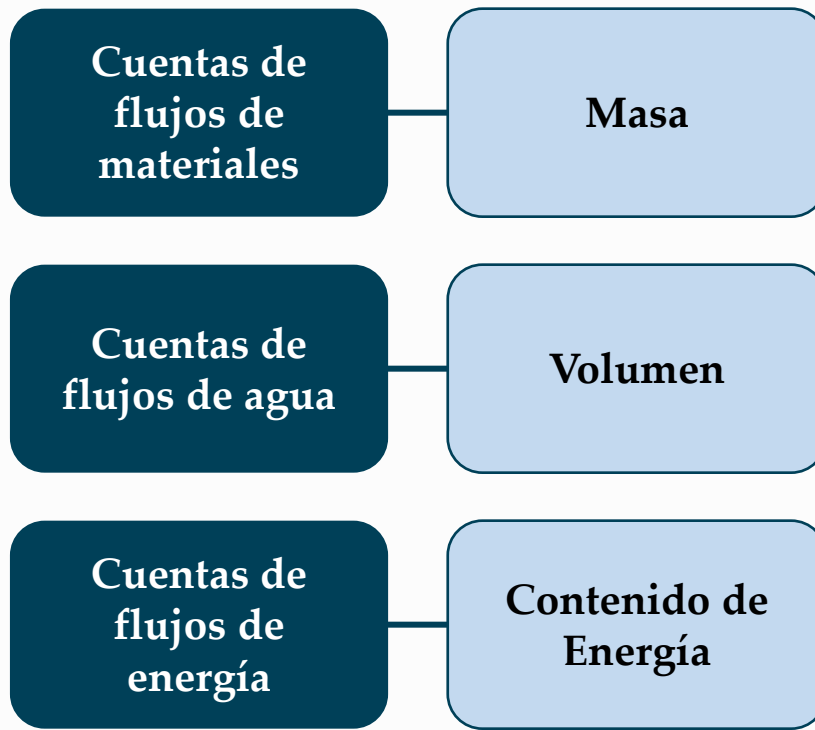 Cuentas de
flujos de
materiales
Masa
Cuentas de
flujos de agua
Volumen
Cuentas de
flujos de
energía
Contenido de
Energía